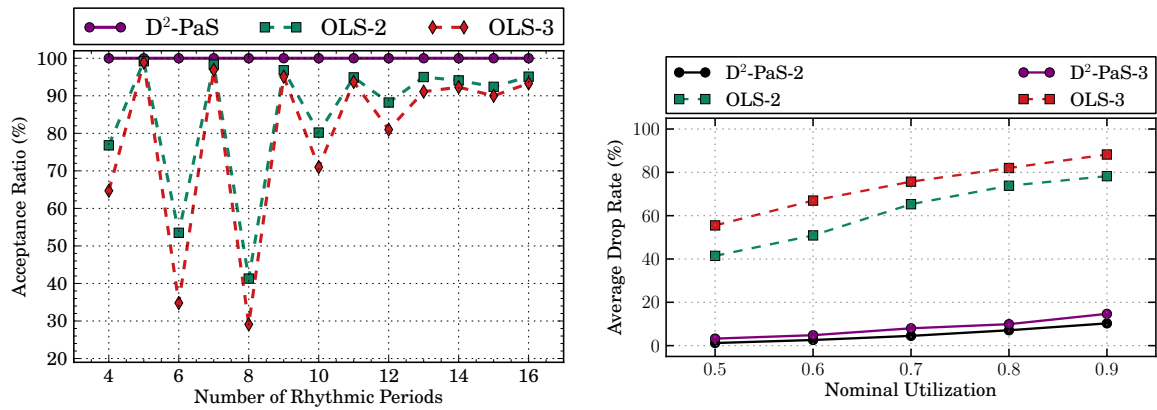 D²-PaS OLS-2 OLS-3
Acceptance Ratio (%)
100
90
80
70
60
50
40
30
20
4 6 8 10 12 14 16
Number of Rhythmic Periods
D²-PaS-2 D²-PaS-3
OLS-2 OLS-3
Average Drop Rate (%)
100
80
60
40
20
0
0.5 0.6 0.7 0.8 0.9
Nominal Utilization